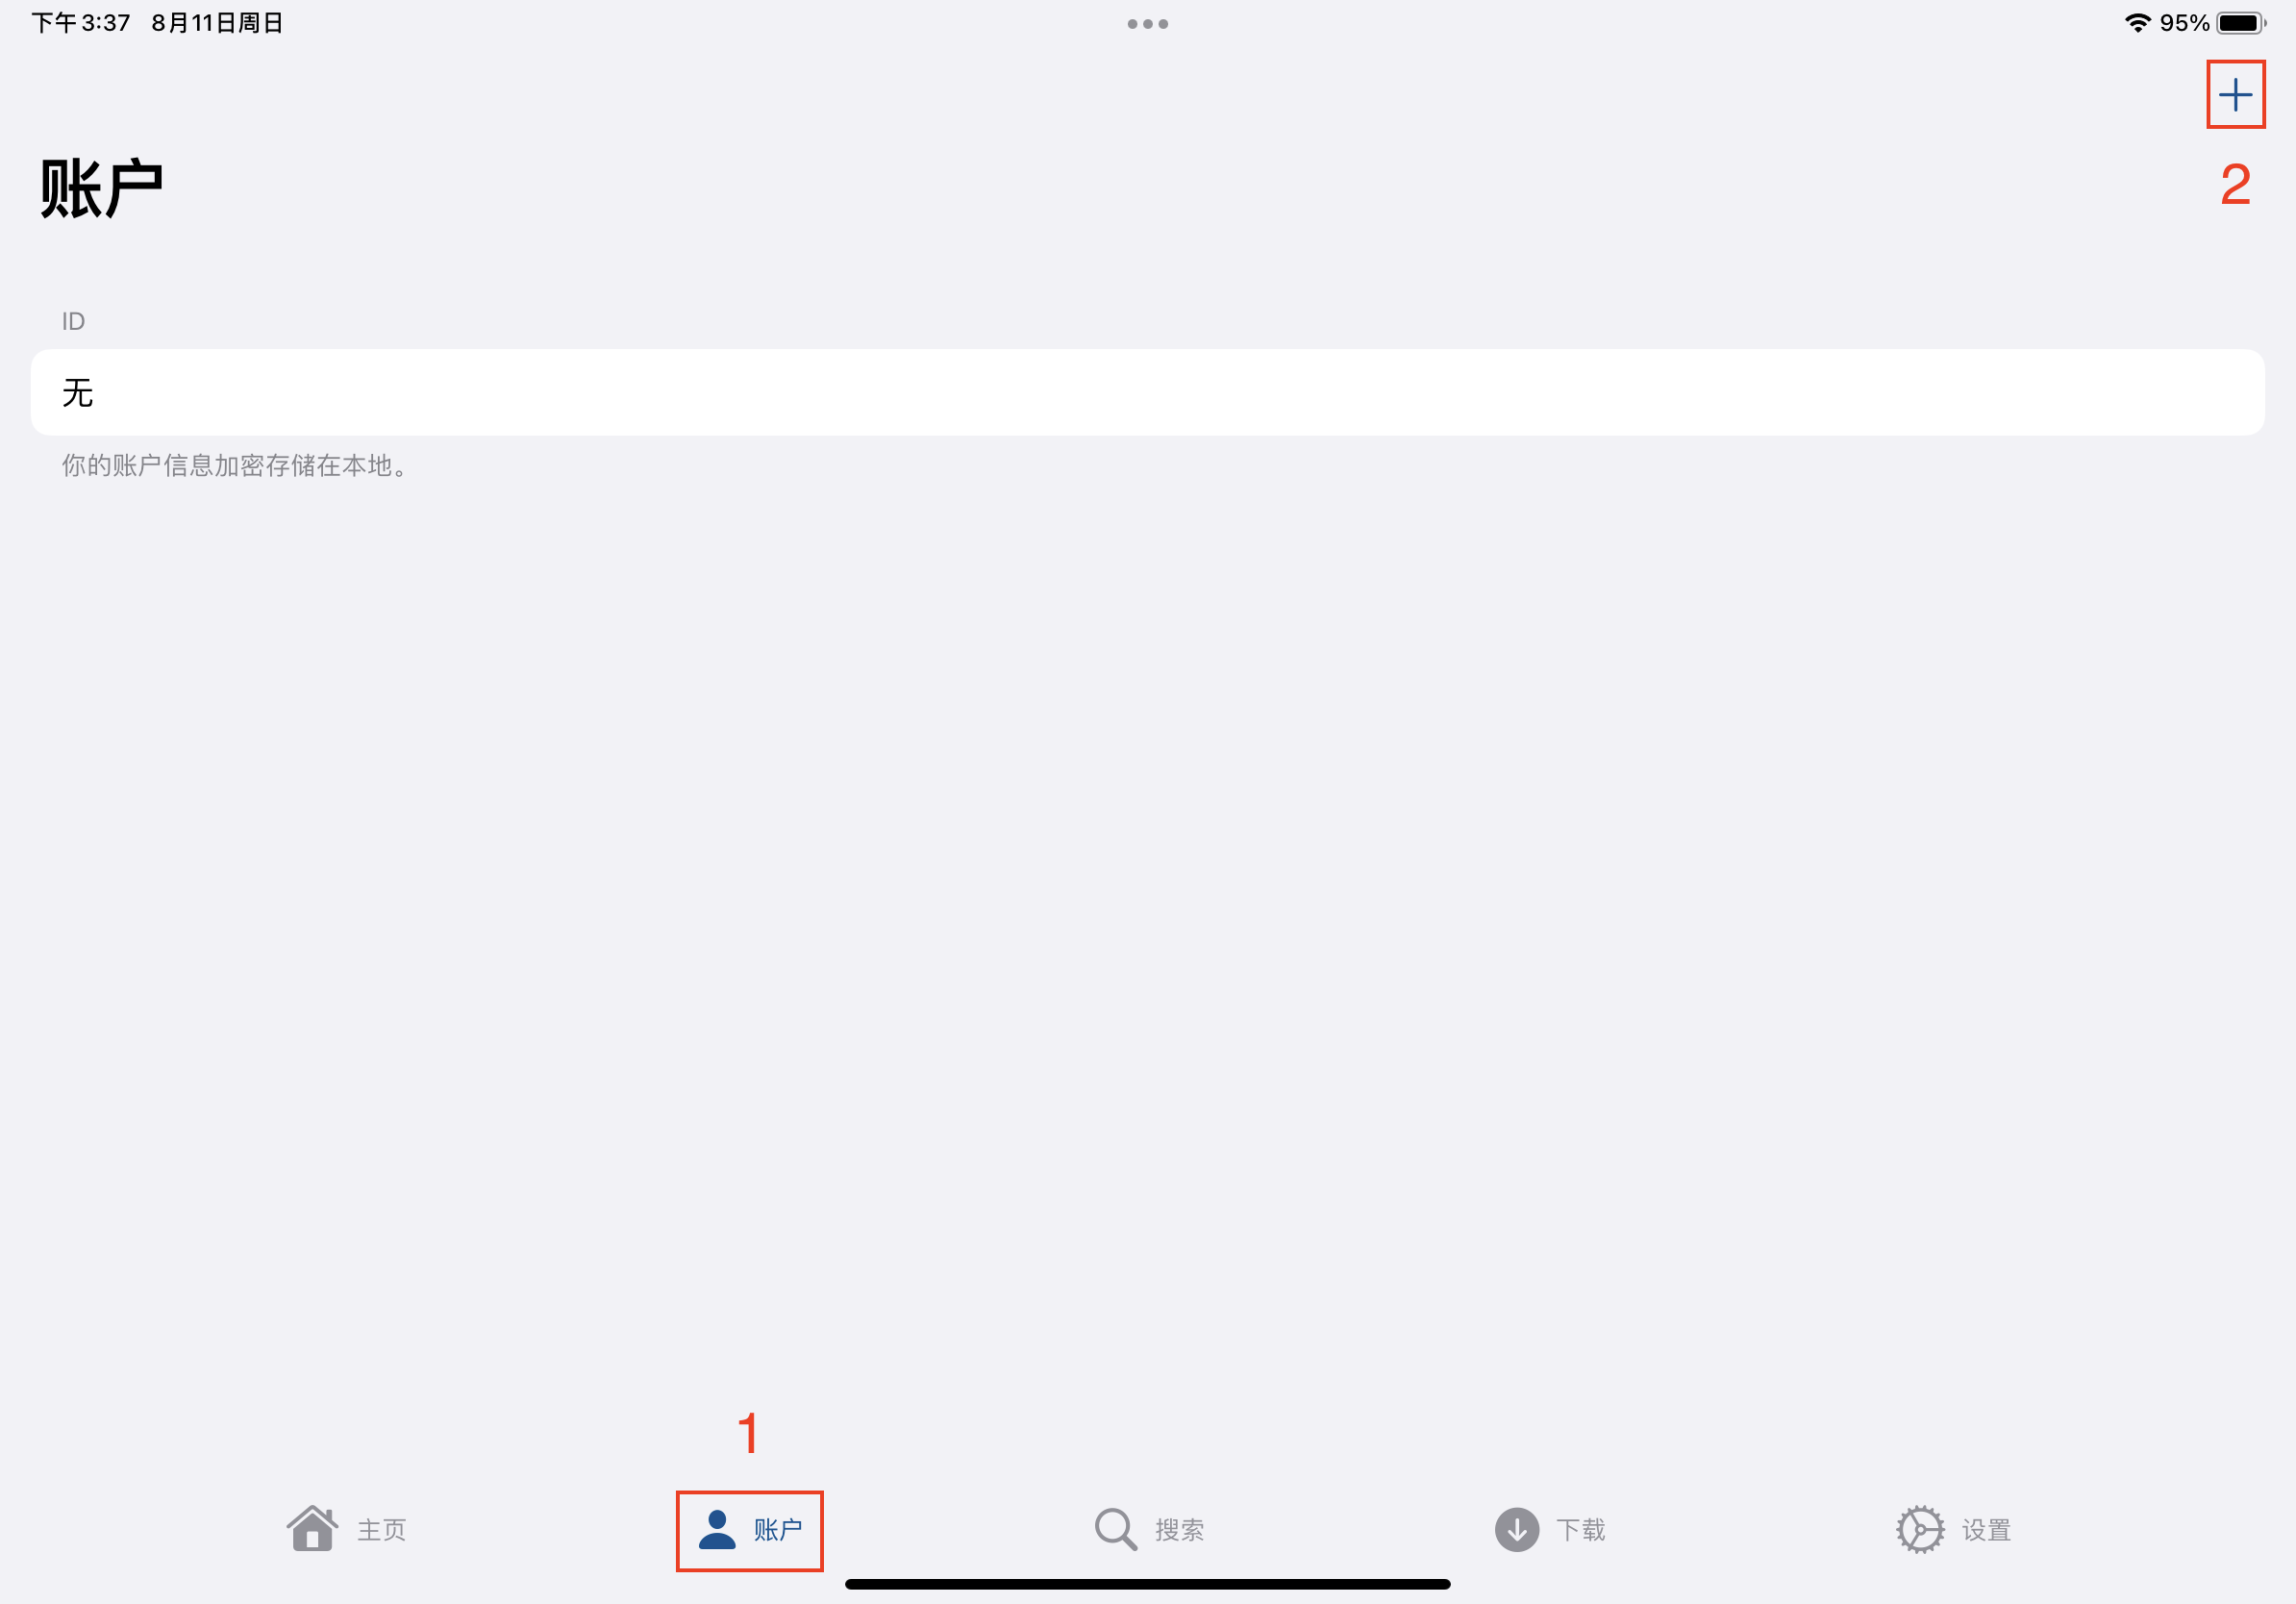 下午3:37 8月11日周日 95%
账户
2
ID
无
你的账户信息加密存储在本地。
1
主页 账户 搜索 下载 设置